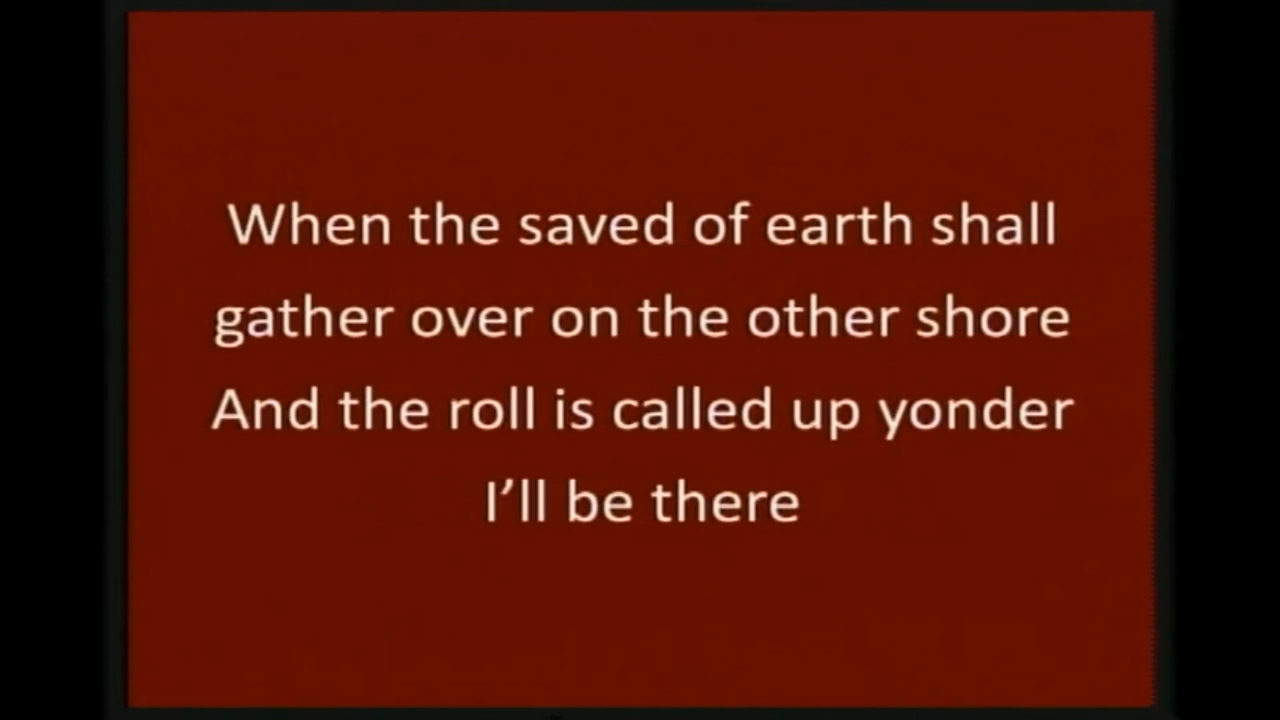 When the saved of earth shall
gather over on the other shore
And the roll is called up yonder
I’ll be there